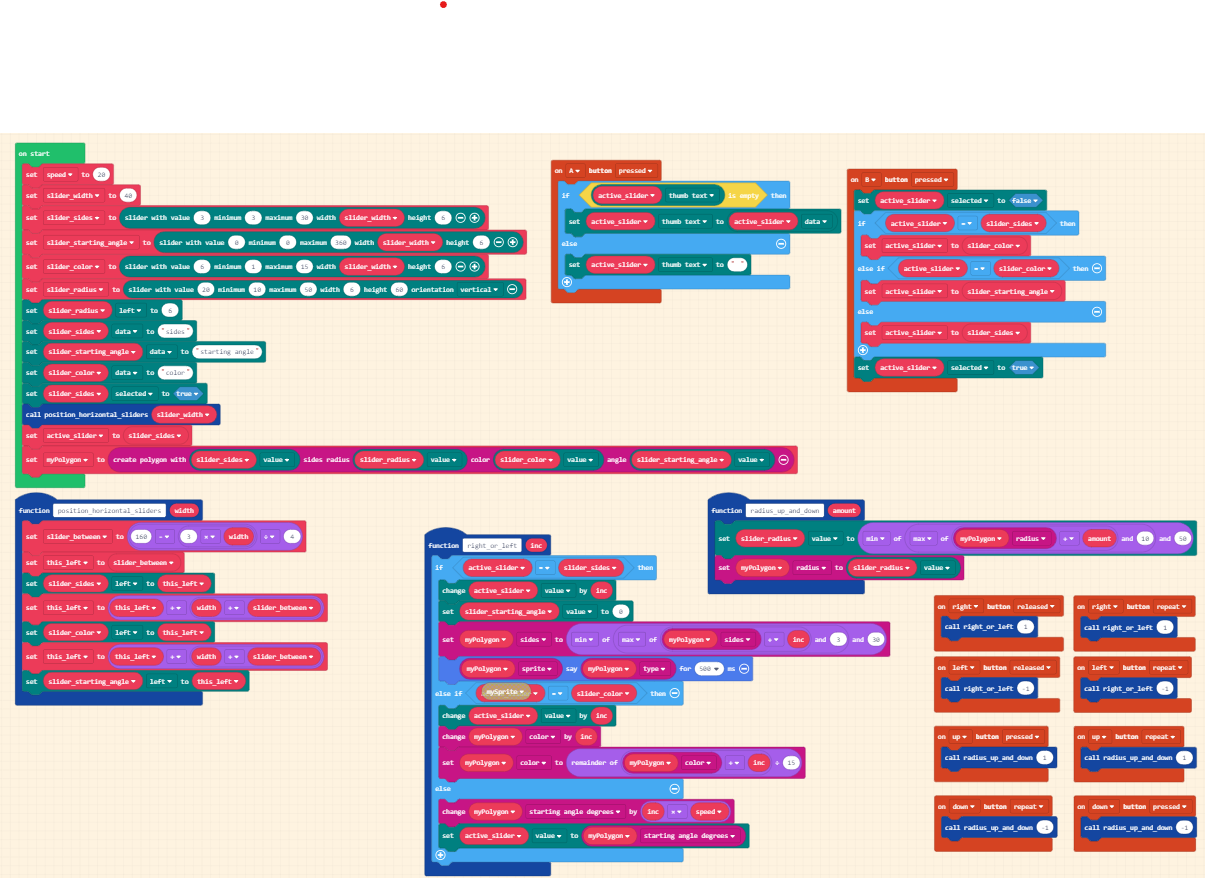 on start
set speed to 20
set slider_width to 40
set slider_sides to slider with value 3 minimum 3 maximum 30 width slider_width height 6
set slider_starting_angle to slider with value 0 minimum 0 maximum 360 width slider_width height 6
set slider_color to slider with value 6 minimum 1 maximum 15 width slider_width height 6
set slider_radius to slider with value 20 minimum 10 maximum 50 width 6 height 60 orientation vertical
set slider_radius left to 6
set slider_sides data to "sides"
set slider_starting_angle data to "starting angle"
set slider_color data to "color"
set slider_sides selected to true
call position_horizontal_sliders slider_width
set active_slider to slider_sides
set myPolygon to create polygon with slider_sides value sides radius slider_radius value color slider_color value angle slider_starting_angle value
on A button pressed
if active_slider thumb text is empty then
set active_slider thumb text to active_slider data
else
set active_slider thumb text to " "
on B button pressed
set active_slider selected to false
if active_slider = slider_sides then
set active_slider to slider_color
else if active_slider = slider_color then
set active_slider to slider_starting_angle
else
set active_slider to slider_sides
set active_slider selected to true
function position_horizontal_sliders width
set slider_between to 160 - 3 × width ÷ 4
set this_left to slider_between
set slider_sides left to this_left
set this_left to this_left + width + slider_between
set slider_color left to this_left
set this_left to this_left + width + slider_between
set slider_starting_angle left to this_left
function right_or_left inc
if active_slider = slider_sides then
change active_slider value by inc
set slider_starting_angle value to 0
set myPolygon sides to min of max of myPolygon sides + inc and 3 and 30
myPolygon sprite say myPolygon type for 500 ms
else if mySprite = slider_color then
change active_slider value by inc
change myPolygon color by inc
set myPolygon color to remainder of myPolygon color + inc ÷ 15
else
change myPolygon starting angle degrees by inc × speed
set active_slider value to myPolygon starting angle degrees
function radius_up_and_down amount
set slider_radius value to min of max of myPolygon radius + amount and 10 and 50
set myPolygon radius to slider_radius value
on right button released
call right_or_left 1
on right button repeat
call right_or_left 1
on left button released
call right_or_left -1
on left button repeat
call right_or_left -1
on up button pressed
call radius_up_and_down 1
on up button repeat
call radius_up_and_down 1
on down button repeat
call radius_up_and_down -1
on down button pressed
call radius_up_and_down -1